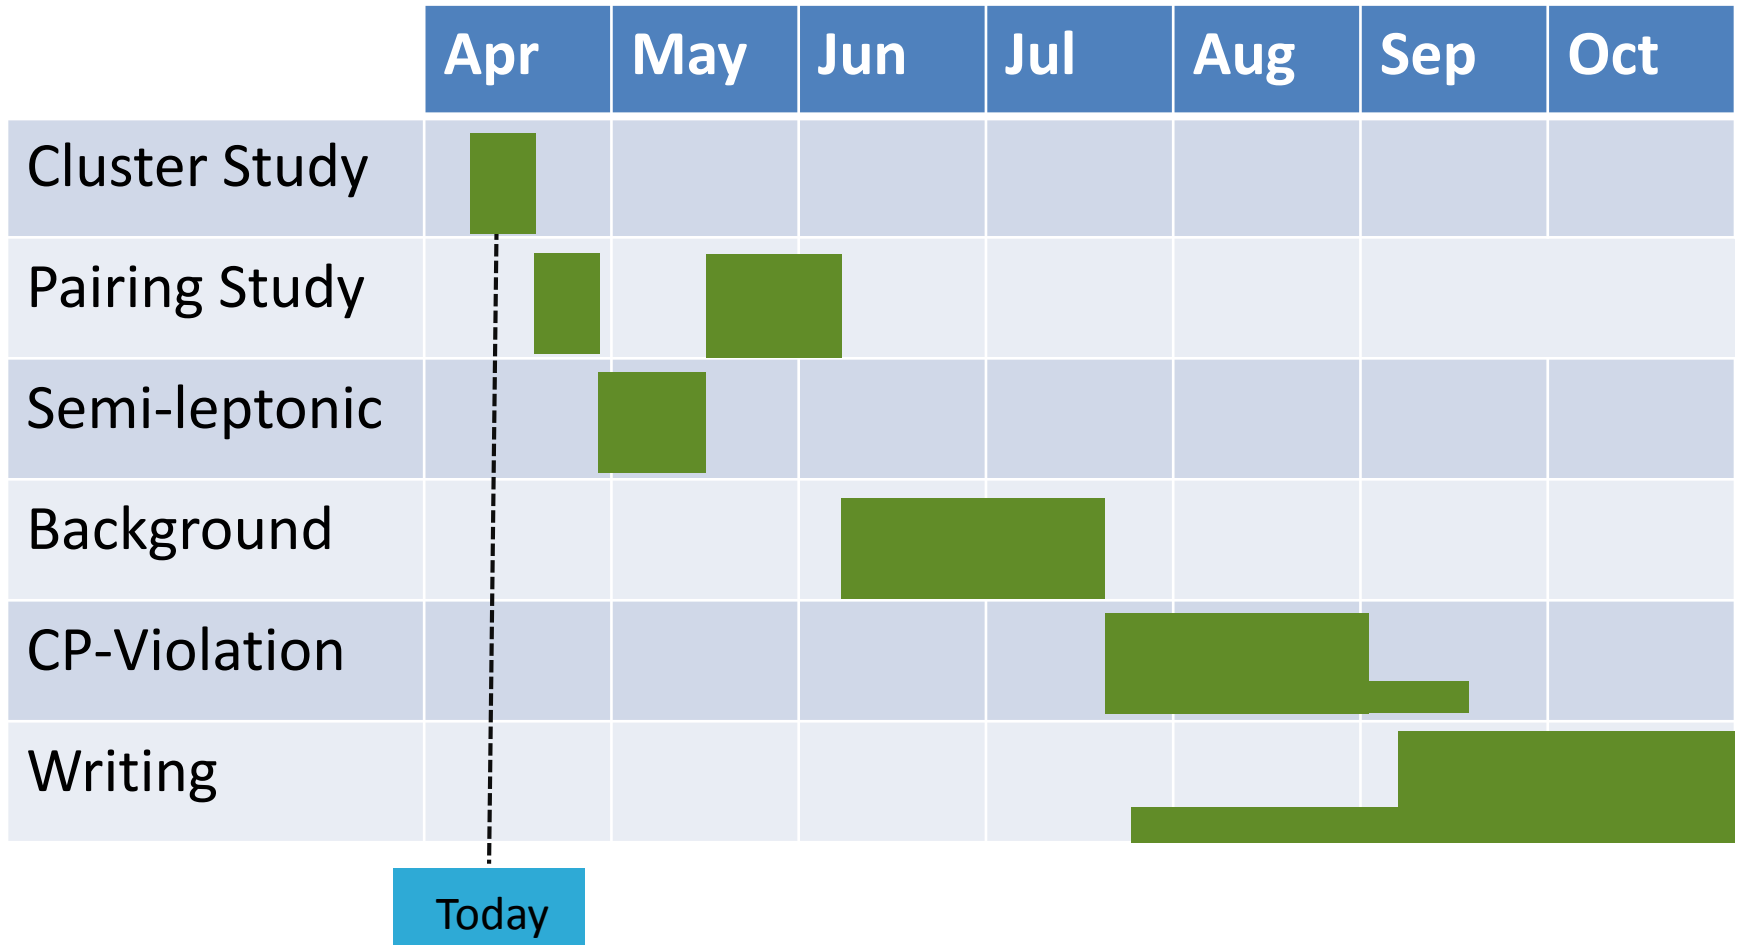 Apr May Jun Jul Aug Sep Oct
Cluster Study
Pairing Study
Semi-leptonic
Background
CP-Violation
Writing
Today